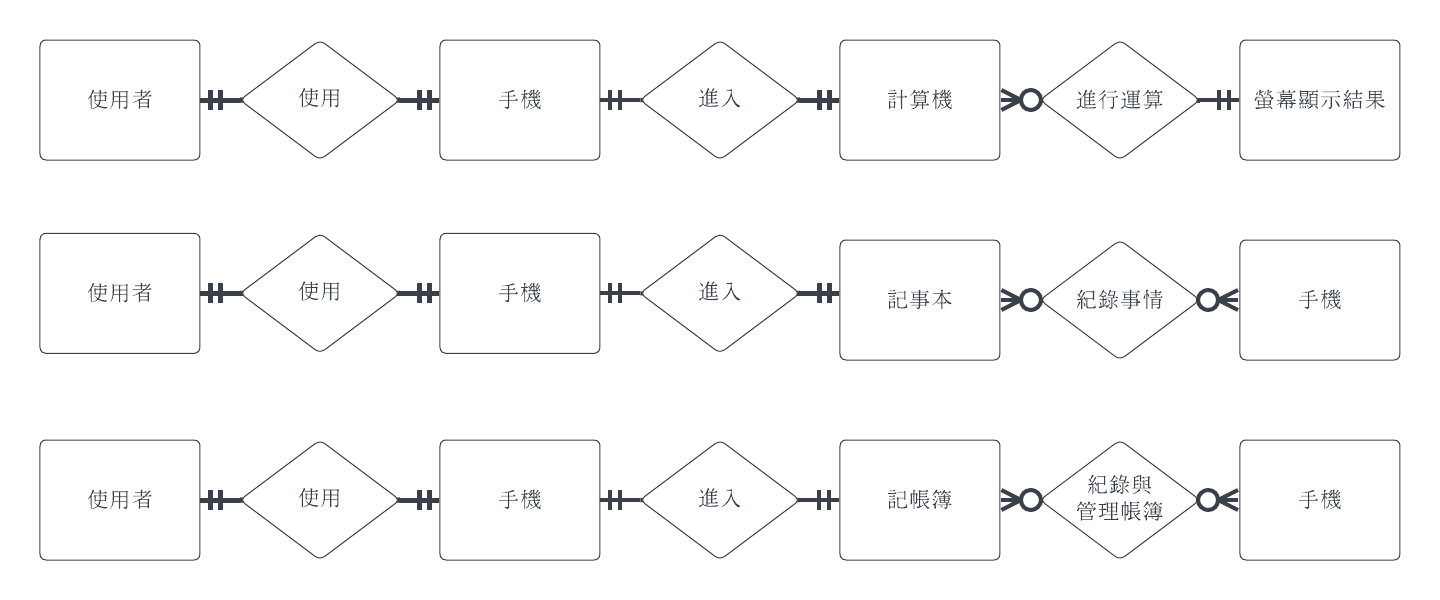 使用者
使用
手機
進入
計算機
進行運算
螢幕顯示結果
使用者
使用
手機
進入
記事本
紀錄事情
手機
使用者
使用
手機
進入
記帳簿
紀錄與
管理帳簿
手機